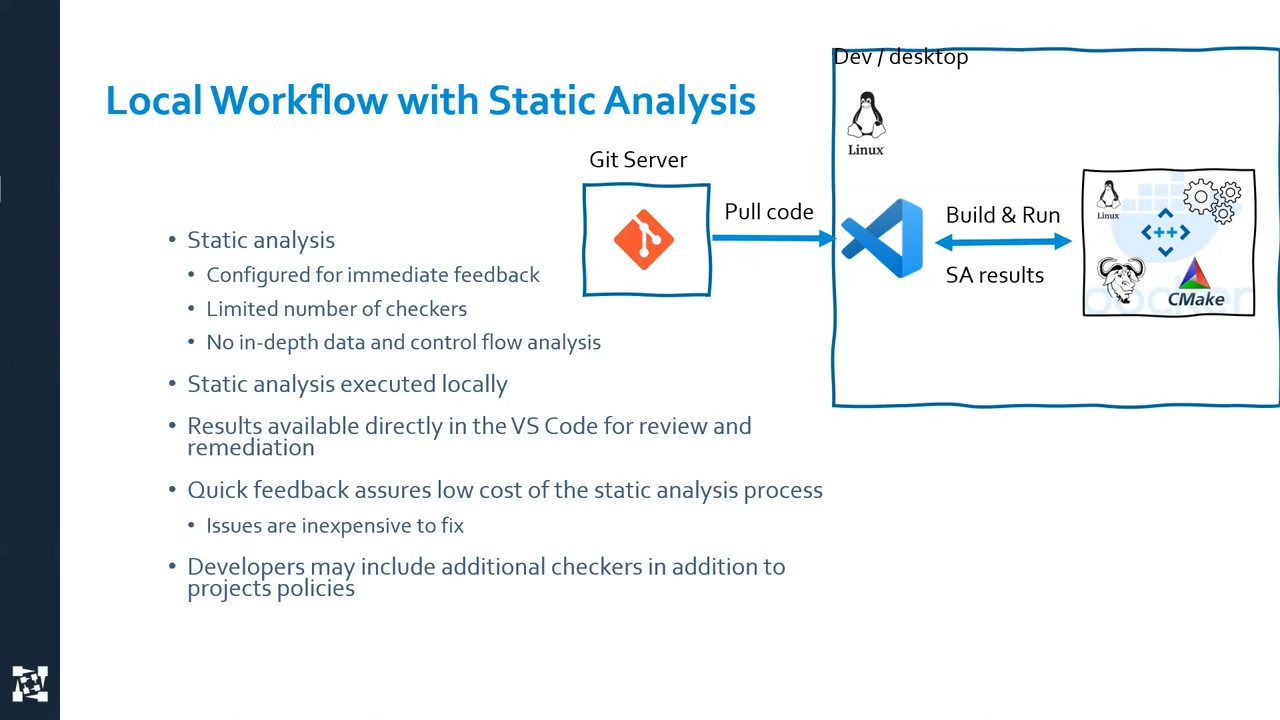 Dev / desktop
Local Workflow with Static Analysis
Linux
Git Server
Pull code
Build & Run
SA results
Linux
++
CMake
docker
• Static analysis
• Configured for immediate feedback
• Limited number of checkers
• No in-depth data and control flow analysis
• Static analysis executed locally
• Results available directly in the VS Code for review and
remediation
• Quick feedback assures low cost of the static analysis process
• Issues are inexpensive to fix
• Developers may include additional checkers in addition to
projects policies